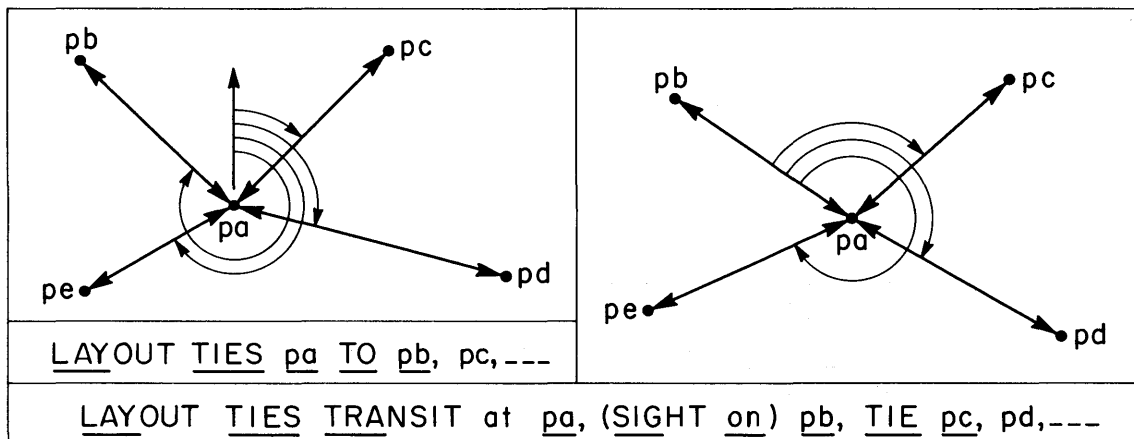 pb
pc
pa
pe
pd
LAYOUT TIES pa TO pb, pc,---
pb
pc
pa
pe
pd
LAYOUT TIES TRANSIT at pa, (SIGHT on) pb, TIE pc, pd,---